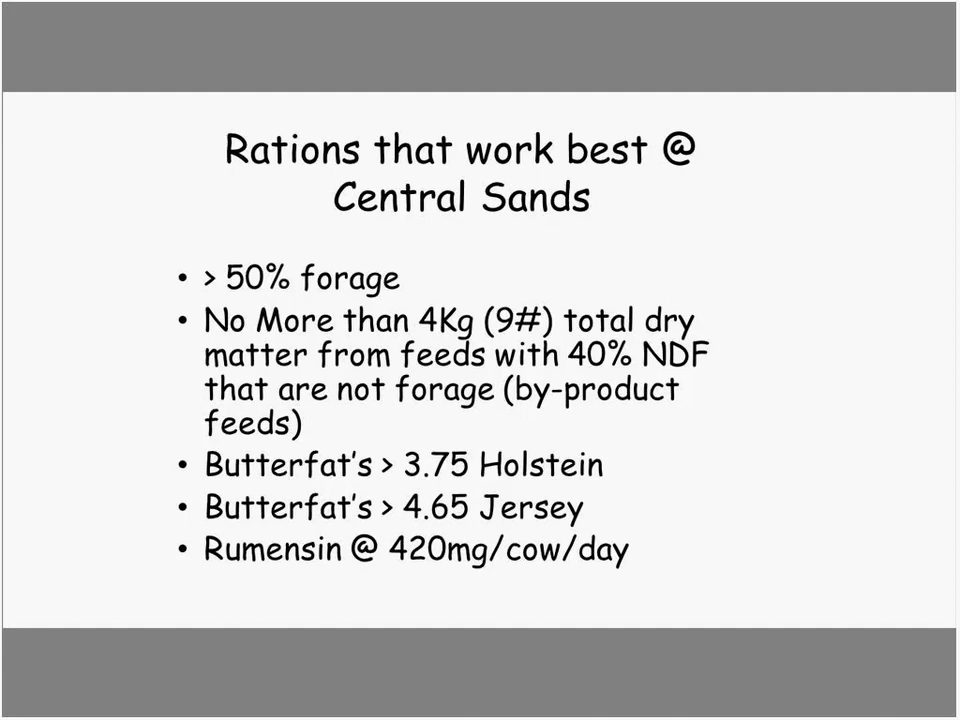 Rations that work best @
Central Sands
• > 50% forage
• No More than 4Kg (9#) total dry
matter from feeds with 40% NDF
that are not forage (by-product
feeds)
• Butterfat's > 3.75 Holstein
• Butterfat's > 4.65 Jersey
• Rumensin @ 420mg/cow/day